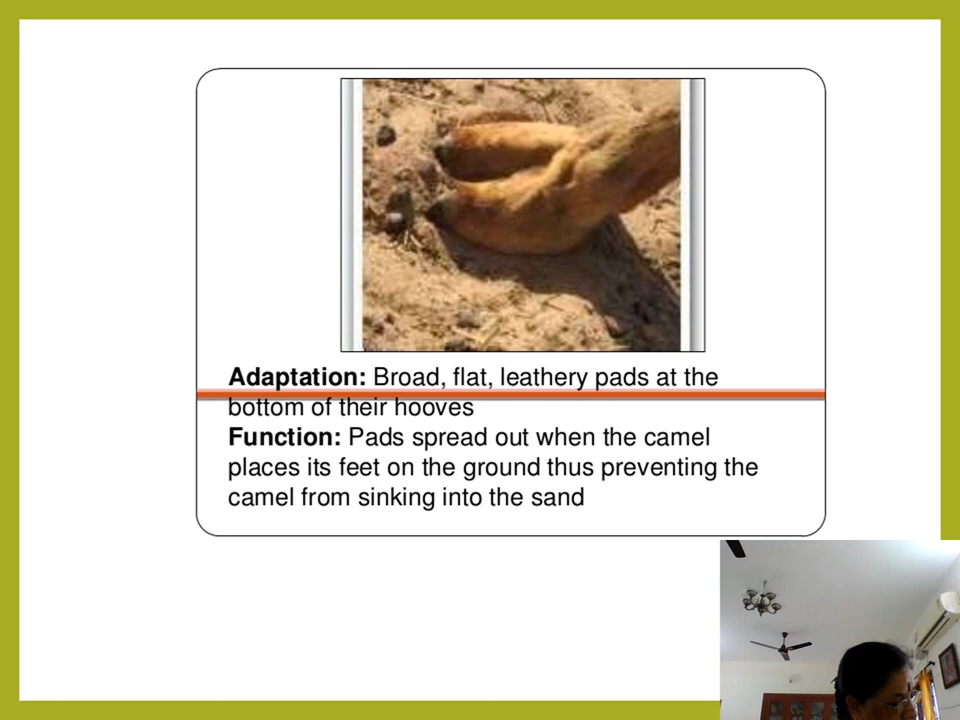 Adaptation: Broad, flat, leathery pads at the
bottom of their hooves
Function: Pads spread out when the camel
places its feet on the ground thus preventing the
camel from sinking into the sand